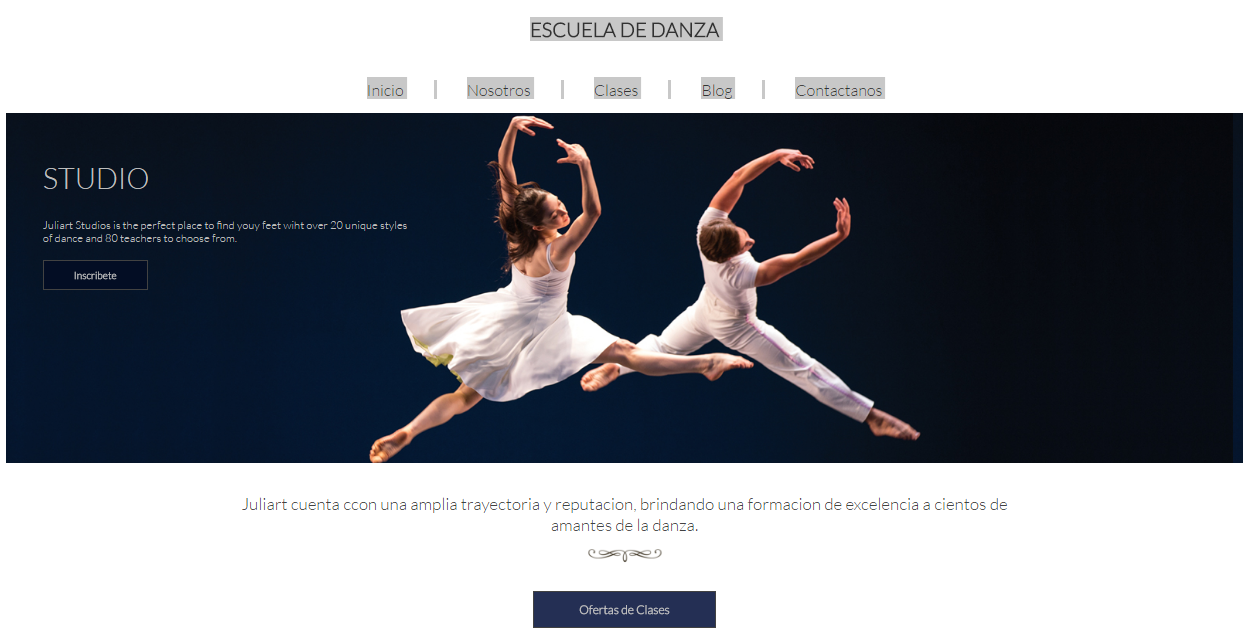 ESCUELA DE DANZA
Inicio | Nosotros | Clases | Blog | Contactanos
STUDIO
Juliart Studios is the perfect place to find youy feet wiht over 20 unique styles
of dance and 80 teachers to choose from.
Inscribete
Juliart cuenta ccon una amplia trayectoria y reputacion, brindando una formacion de excelencia a cientos de
amantes de la danza.
Ofertas de Clases